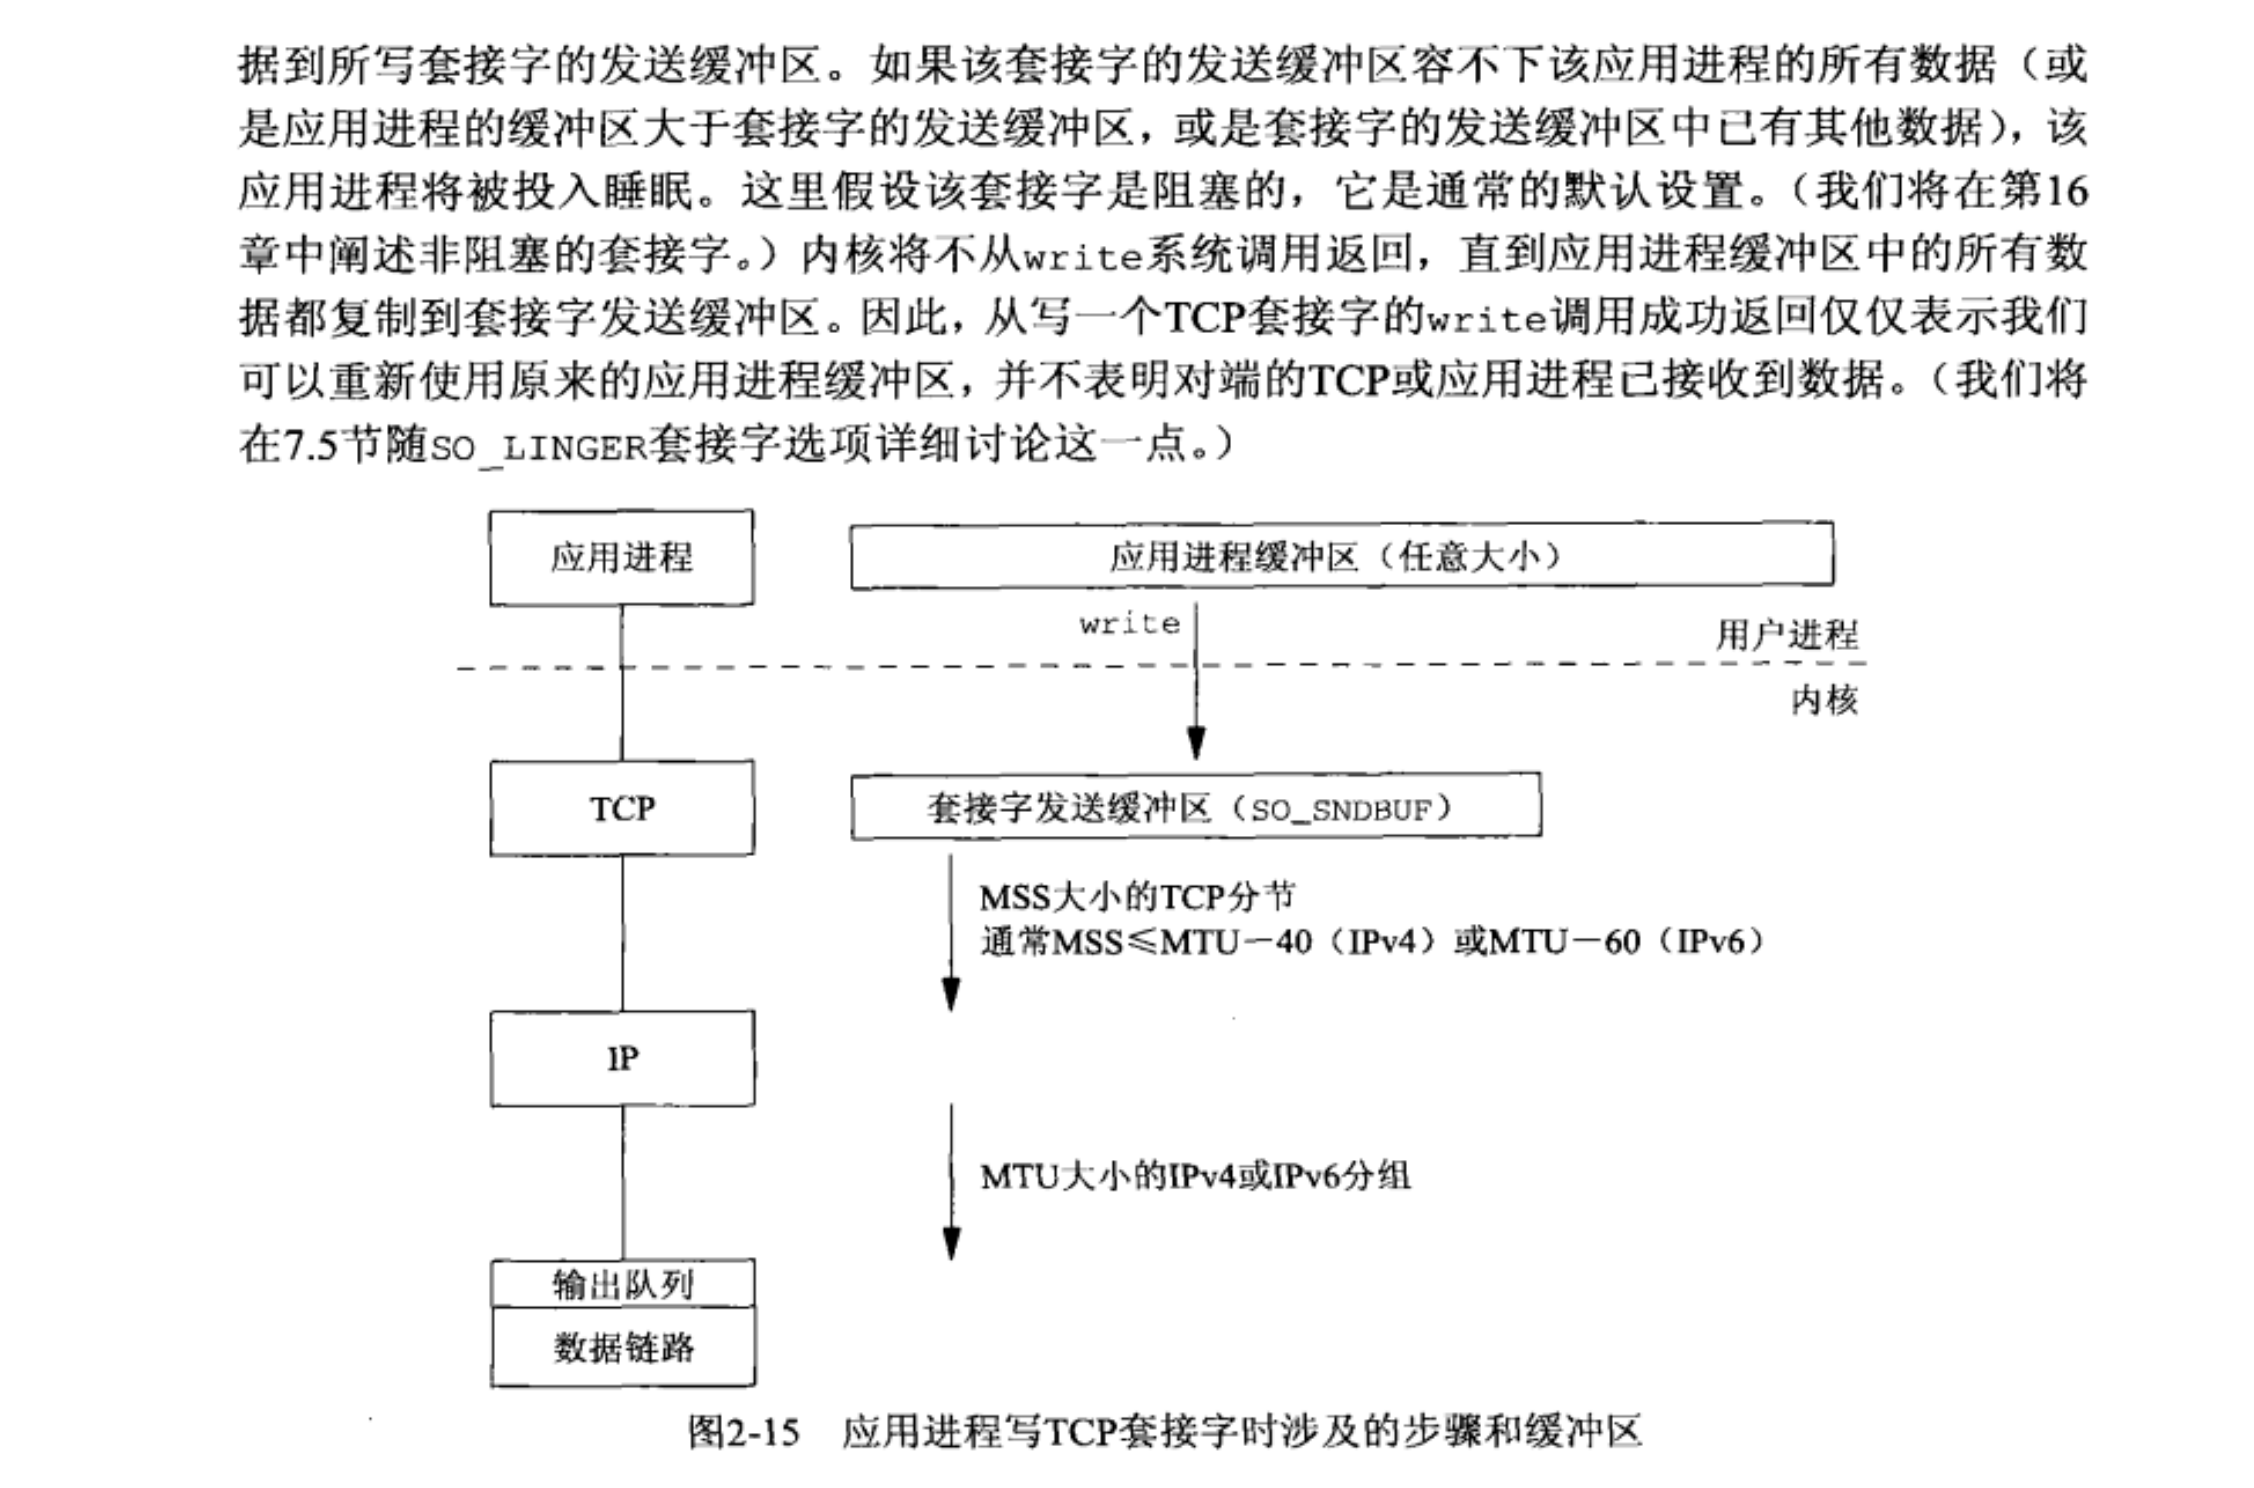 据到所写套接字的发送缓冲区。如果该套接字的发送缓冲区容不下该应用进程的所有数据（或
是应用进程的缓冲区大于套接字的发送缓冲区，或是套接字的发送缓冲区中已有其他数据），该
应用进程将被投入睡眠。这里假设该套接字是阻塞的，它是通常的默认设置。（我们将在第16
章中阐述非阻塞的套接字。）内核将不从write系统调用返回，直到应用进程缓冲区中的所有数
据都复制到套接字发送缓冲区。因此，从写一个TCP套接字的write调用成功返回仅仅表示我们
可以重新使用原来的应用进程缓冲区，并不表明对端的TCP或应用进程已接收到数据。（我们将
在7.5节随SO_LINGER套接字选项详细讨论这一点。）
应用进程
应用进程缓冲区（任意大小）
write
用户进程
内核
TCP
套接字发送缓冲区（SO_SNDBUF）
MSS大小的TCP分节
通常MSS≤MTU－40（IPv4）或MTU－60（IPv6）
IP
MTU大小的IPv4或IPv6分组
输出队列
数据链路
图2-15 应用进程写TCP套接字时涉及的步骤和缓冲区